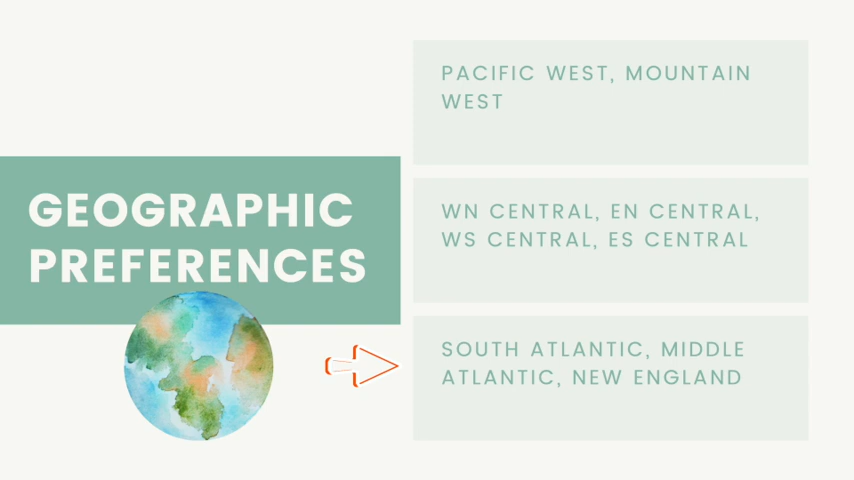 GEOGRAPHIC
PREFERENCES
PACIFIC WEST, MOUNTAIN
WEST
WN CENTRAL, EN CENTRAL,
WS CENTRAL, ES CENTRAL
SOUTH ATLANTIC, MIDDLE
ATLANTIC, NEW ENGLAND